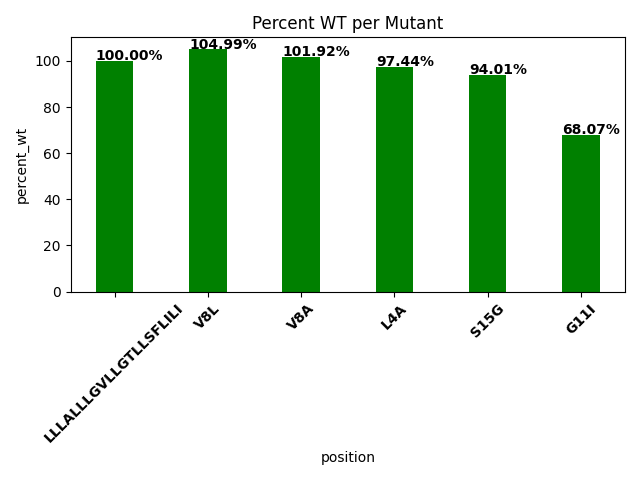 Percent WT per Mutant
percent_wt
100
80
60
40
20
0
100.00%
104.99%
101.92%
97.44%
94.01%
68.07%
LLLALLLGVLLGTLLSFLILI
V8L
V8A
L4A
S15G
G11I
position